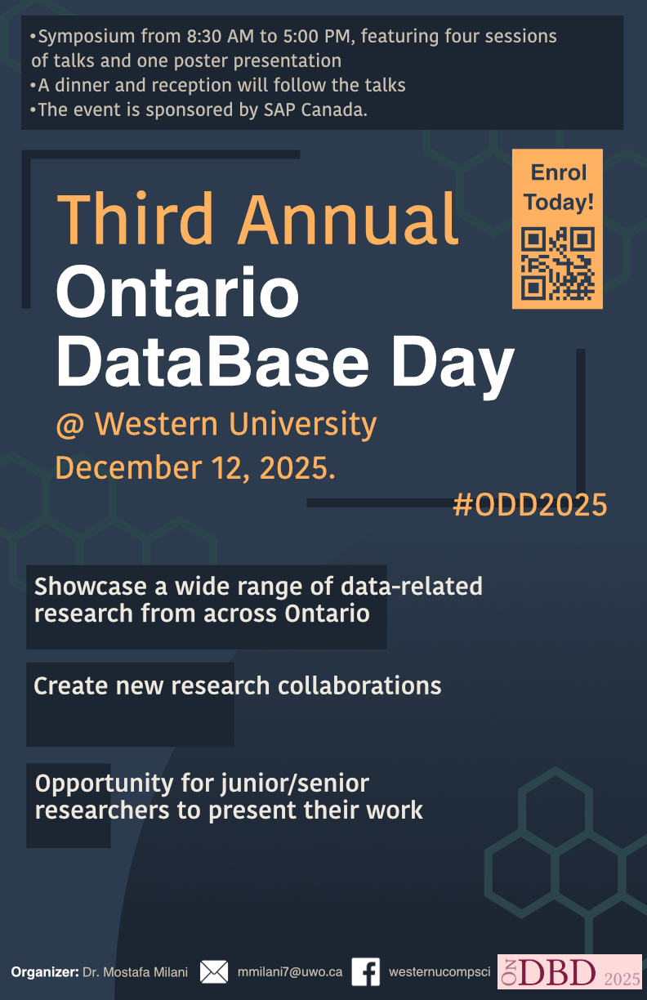 •Symposium from 8:30 AM to 5:00 PM, featuring four sessions
of talks and one poster presentation
•A dinner and reception will follow the talks
•The event is sponsored by SAP Canada.
Enrol
Today!
Third Annual
Ontario
DataBase Day
@ Western University
December 12, 2025.
#ODD2025
Showcase a wide range of data-related
research from across Ontario
Create new research collaborations
Opportunity for junior/senior
researchers to present their work
Organizer: Dr. Mostafa Milani mmilani7@uwo.ca westernucompsci ON DBD 2025